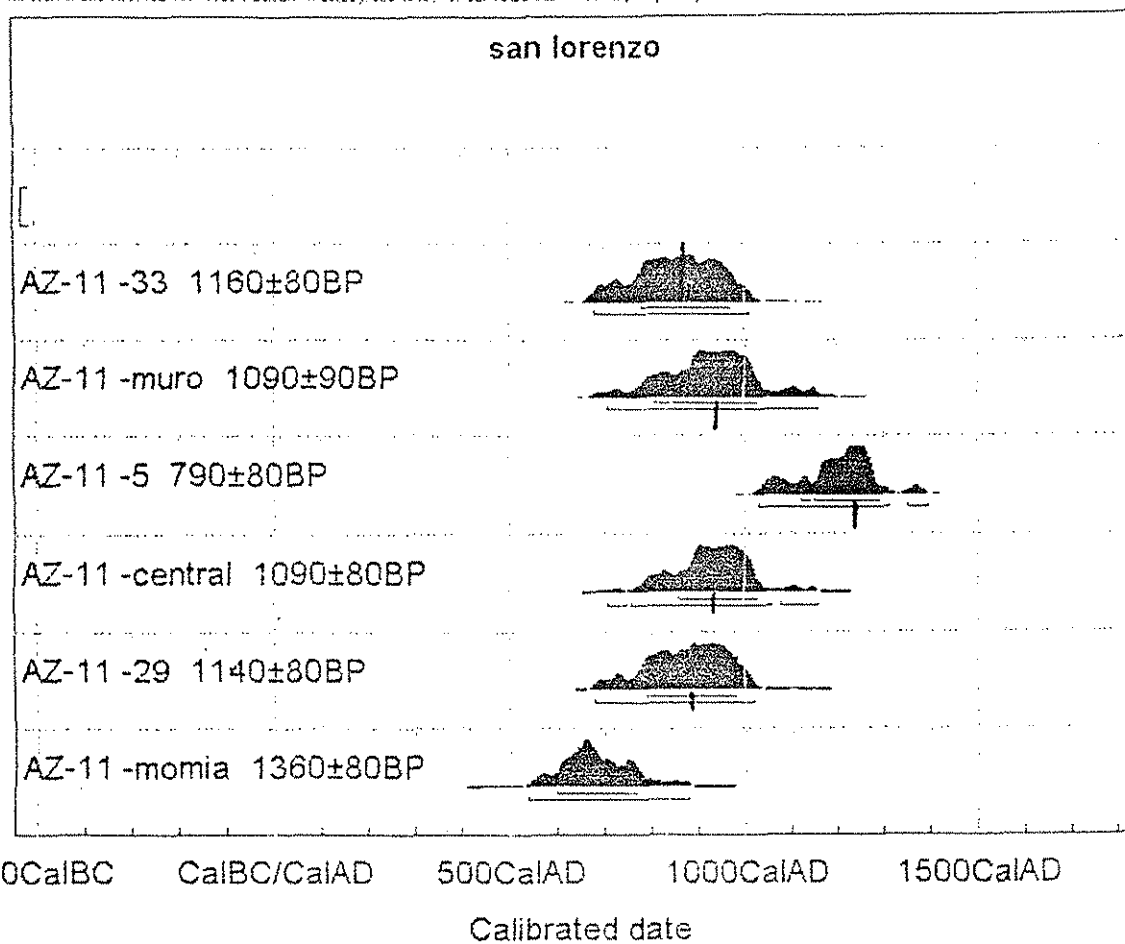 san lorenzo
AZ-11 -33 1160±80BP
AZ-11 -muro 1090±90BP
AZ-11 -5 790±80BP
AZ-11 -central 1090±80BP
AZ-11 -29 1140±80BP
AZ-11 -momia 1360±80BP
0CalBC CalBC/CalAD 500CalAD 1000CalAD 1500CalAD
Calibrated date